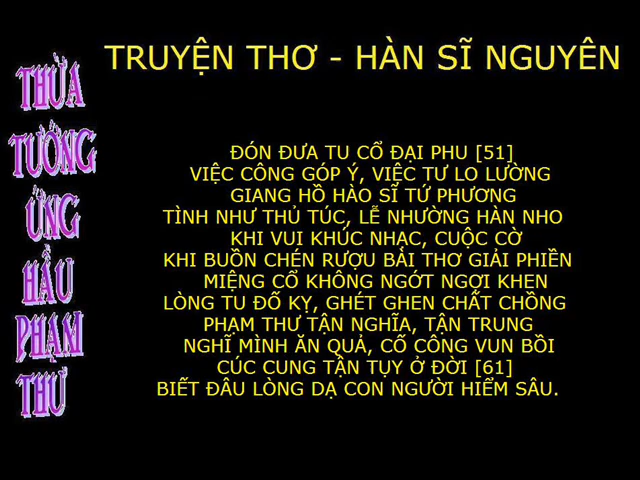 TRUYỆN THƠ - HÀN SĨ NGUYÊN
THỪA
TƯỚNG
ỨNG
HẦU
PHẠM
THƯ
ĐÓN ĐƯA TU CỔ ĐẠI PHU [51]
VIỆC CÔNG GÓP Ý, VIỆC TƯ LO LƯỜNG
GIANG HỒ HÀO SĨ TỨ PHƯƠNG
TÌNH NHƯ THỦ TÚC, LỄ NHƯỜNG HÀN NHO
KHI VUI KHÚC NHẠC, CUỘC CỜ
KHI BUỒN CHÉN RƯỢU BÀI THƠ GIẢI PHIỀN
MIỆNG CỔ KHÔNG NGỚT NGỢI KHEN
LÒNG TU ĐỐ KỴ, GHÉT GHEN CHẤT CHỒNG
PHẠM THƯ TẬN NGHĨA, TẬN TRUNG
NGHĨ MÌNH ĂN QUẢ, CỐ CÔNG VUN BỒI
CÚC CUNG TẬN TỤY Ở ĐỜI [61]
BIẾT ĐÂU LÒNG DẠ CON NGƯỜI HIỂM SÂU.